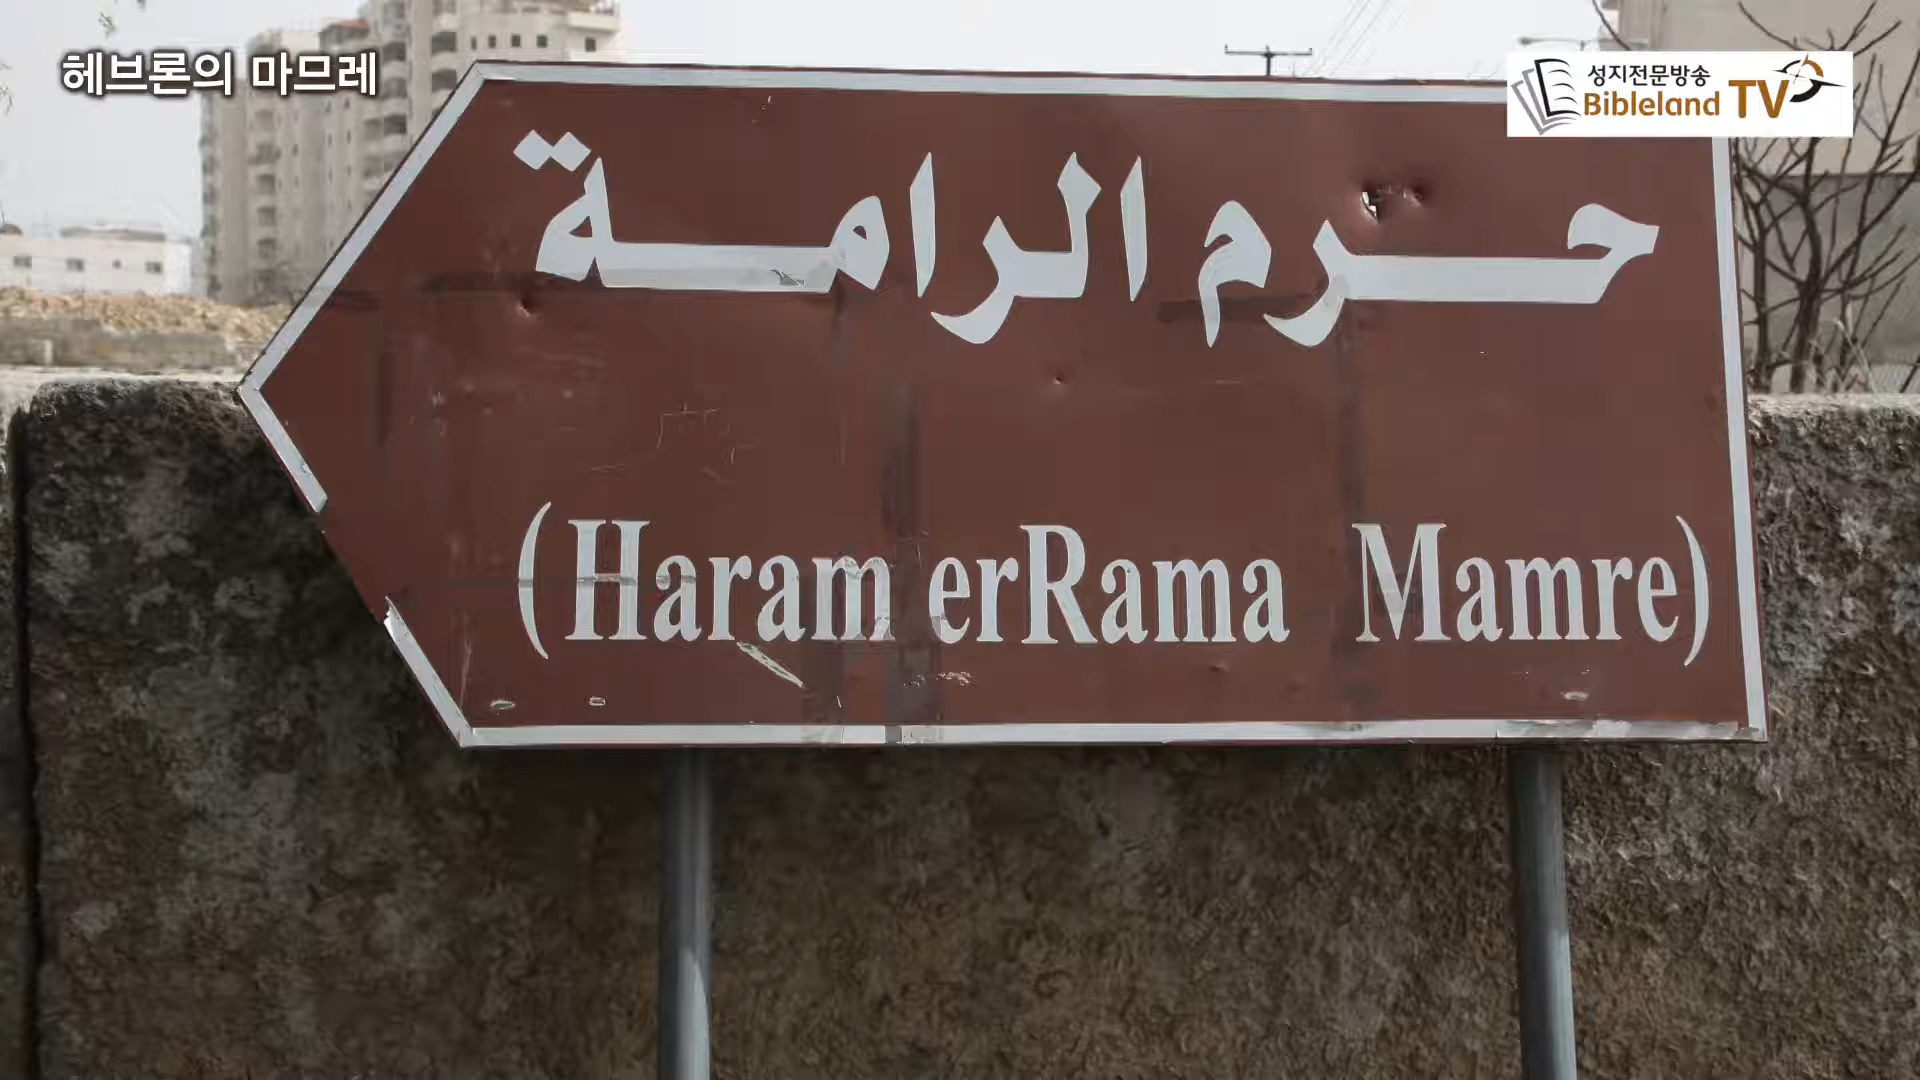 헤브론의 마므레
성지전문방송
Bibleland TV
حرم الرامة
(Haram erRama Mamre)